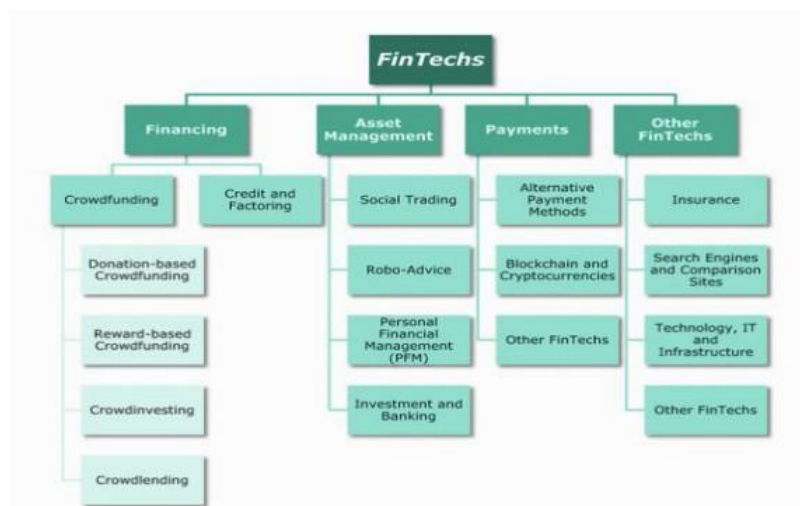 FinTechs
Financing
Asset
Management
Payments
Other
FinTechs
Crowdfunding
Credit and
Factoring
Social Trading
Alternative
Payment
Methods
Insurance
Donation-based
Crowdfunding
Robo-Advice
Blockchain and
Cryptocurrencies
Search Engines
and Comparison
Sites
Reward-based
Crowdfunding
Personal
Financial
Management
(PFM)
Other FinTechs
Technology, IT
and
Infrastructure
Crowdinvesting
Investment and
Banking
Other FinTechs
Crowdlending